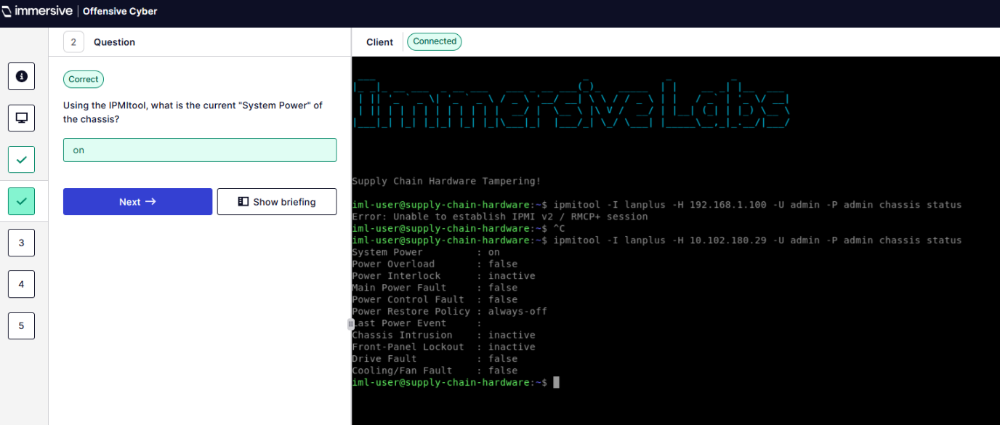 immersive | Offensive Cyber
2 Question
Correct
Using the IPMItool, what is the current "System Power" of
the chassis?
on
Next → Show briefing
3
4
5
Client Connected
ImmersiveLabs
Supply Chain Hardware Tampering!
iml-user@supply-chain-hardware:~$ ipmitool -I lanplus -H 192.168.1.100 -U admin -P admin chassis status
Error: Unable to establish IPMI v2 / RMCP+ session
iml-user@supply-chain-hardware:~$ ^C
iml-user@supply-chain-hardware:~$ ipmitool -I lanplus -H 10.102.180.29 -U admin -P admin chassis status
System Power         : on
Power Overload       : false
Power Interlock      : inactive
Main Power Fault     : false
Power Control Fault  : false
Power Restore Policy : always-off
Last Power Event     :
Chassis Intrusion    : inactive
Front-Panel Lockout  : inactive
Drive Fault          : false
Cooling/Fan Fault    : false
iml-user@supply-chain-hardware:~$